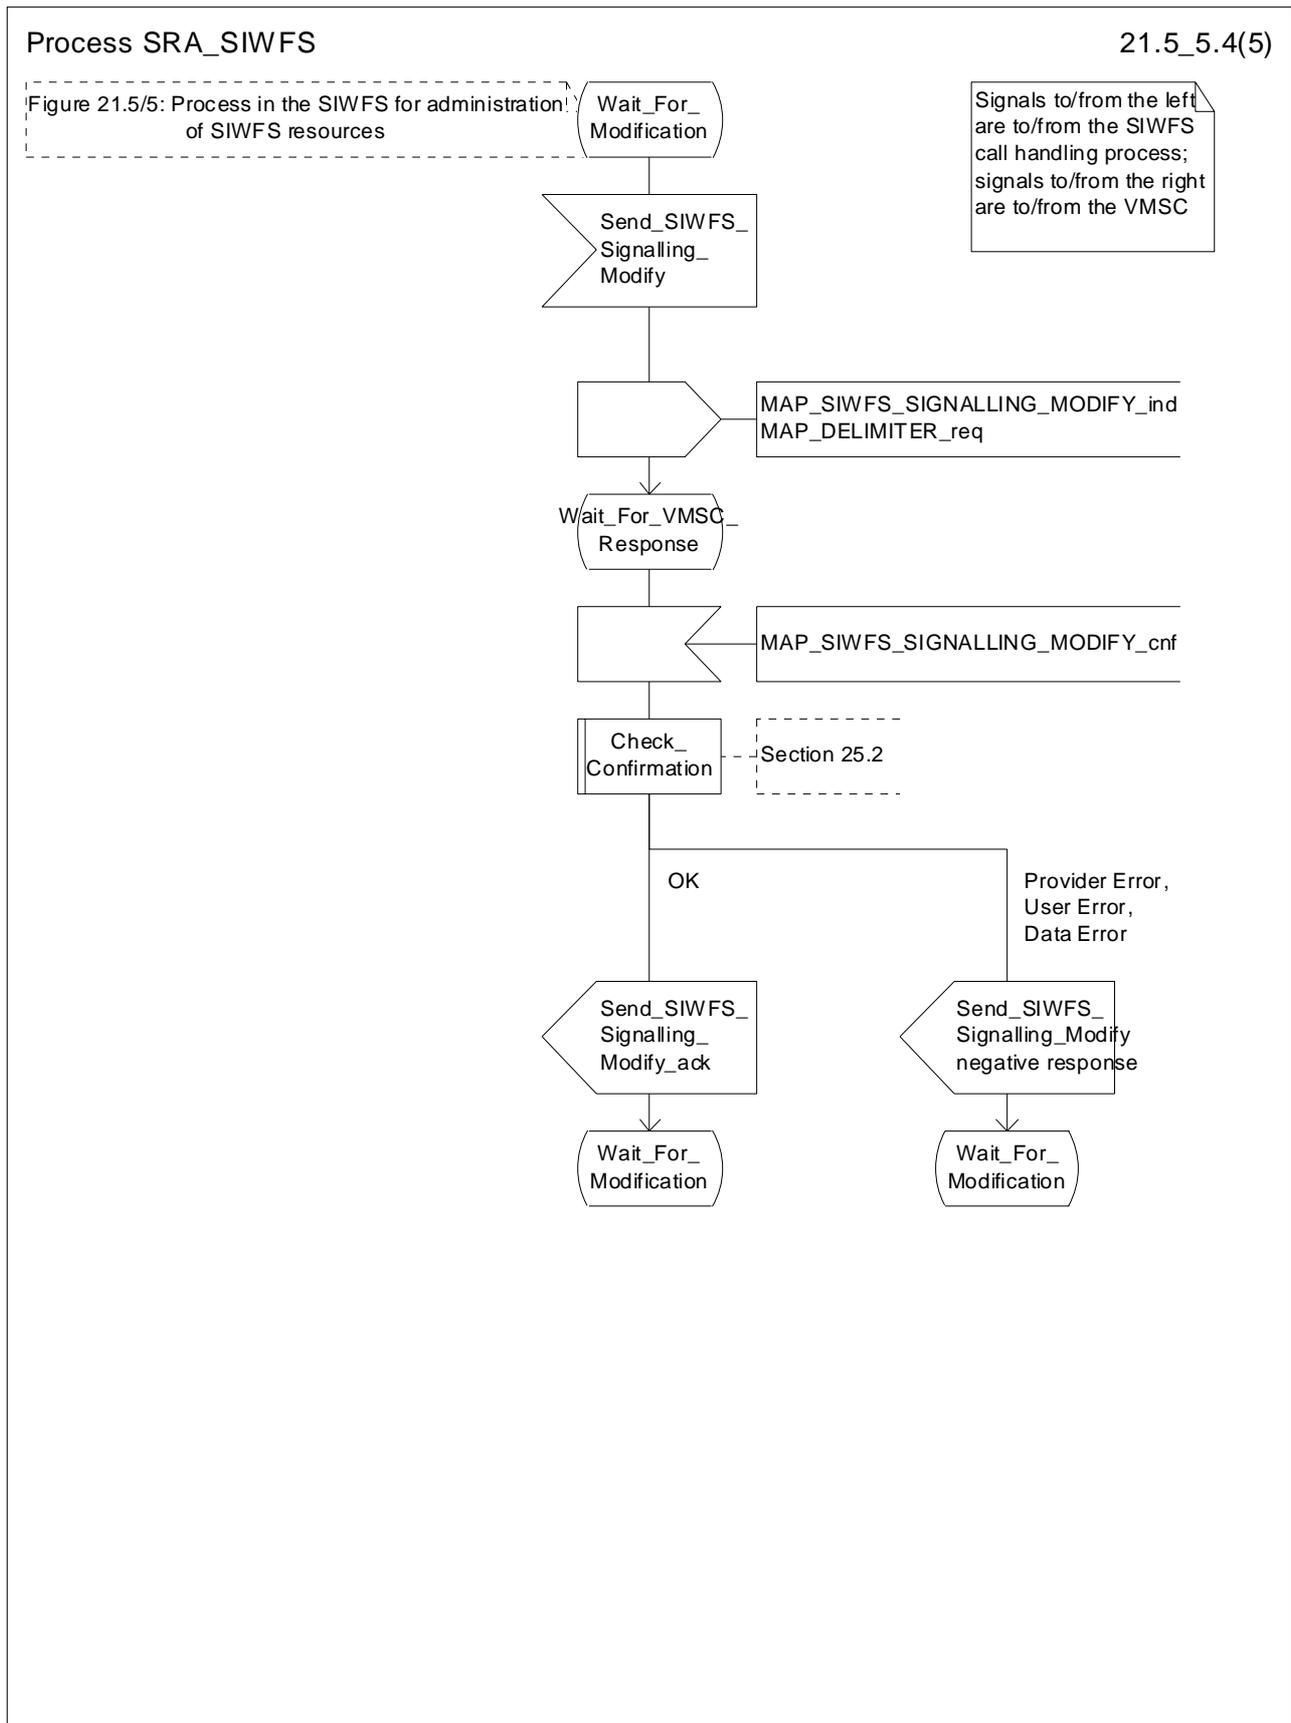 Process SRA_SIWFS
21.5_5.4(5)
Figure 21.5/5: Process in the SIWFS for administration
of SIWFS resources
Wait_For_
Modification
Signals to/from the left
are to/from the SIWFS
call handling process;
signals to/from the right
are to/from the VMSC
Send_SIWFS_
Signalling_
Modify
MAP_SIWFS_SIGNALLING_MODIFY_ind
MAP_DELIMITER_req
Wait_For_VMSC_
Response
MAP_SIWFS_SIGNALLING_MODIFY_cnf
Check_
Confirmation
Section 25.2
OK
Provider Error,
User Error,
Data Error
Send_SIWFS_
Signalling_
Modify_ack
Send_SIWFS_
Signalling_Modify
negative response
Wait_For_
Modification
Wait_For_
Modification